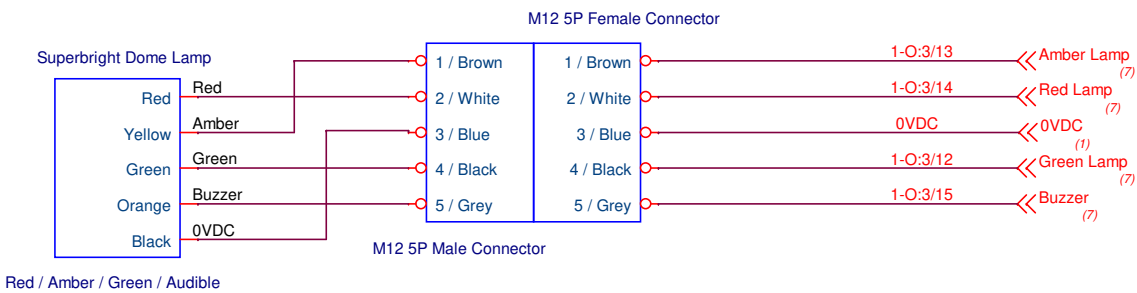 M12 5P Female Connector
Superbright Dome Lamp
Red Red
Yellow Amber
Green Green
Orange Buzzer
Black 0VDC
1 / Brown 1 / Brown 1-O:3/13 Amber Lamp (7)
2 / White 2 / White 1-O:3/14 Red Lamp (7)
3 / Blue 3 / Blue 0VDC 0VDC (1)
4 / Black 4 / Black 1-O:3/12 Green Lamp (7)
5 / Grey 5 / Grey 1-O:3/15 Buzzer (7)
M12 5P Male Connector
Red / Amber / Green / Audible